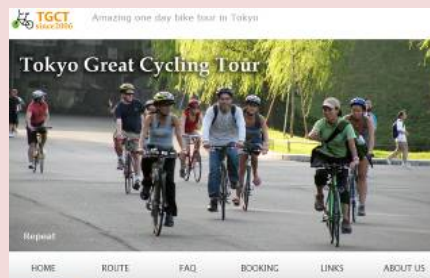 TGCT
since2006
Amazing one day bike tour in Tokyo
Tokyo Great Cycling Tour
Repeat
HOME ROUTE FAQ BOOKING LINKS ABOUT US